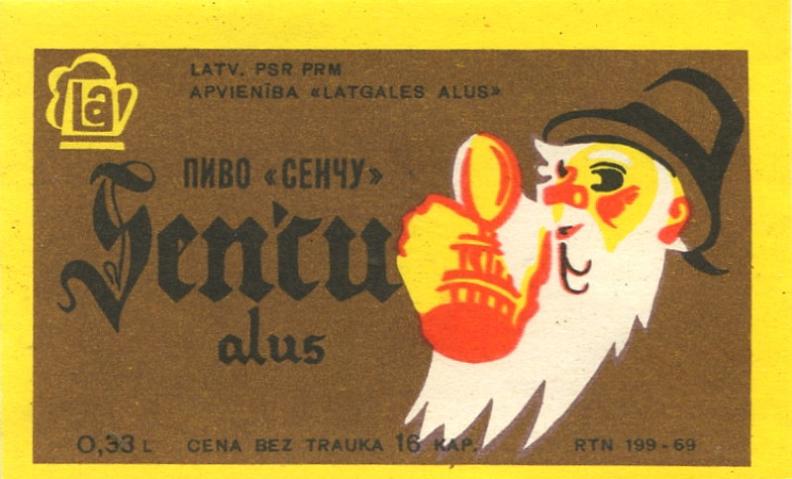 La
LATV. PSR PRM
APVIENĪBA «LATGALES ALUS»
ПИВО «СЕНЧУ»
Senču
alus
0,33 L CENA BEZ TRAUKA 16 KAP. RTN 199-69